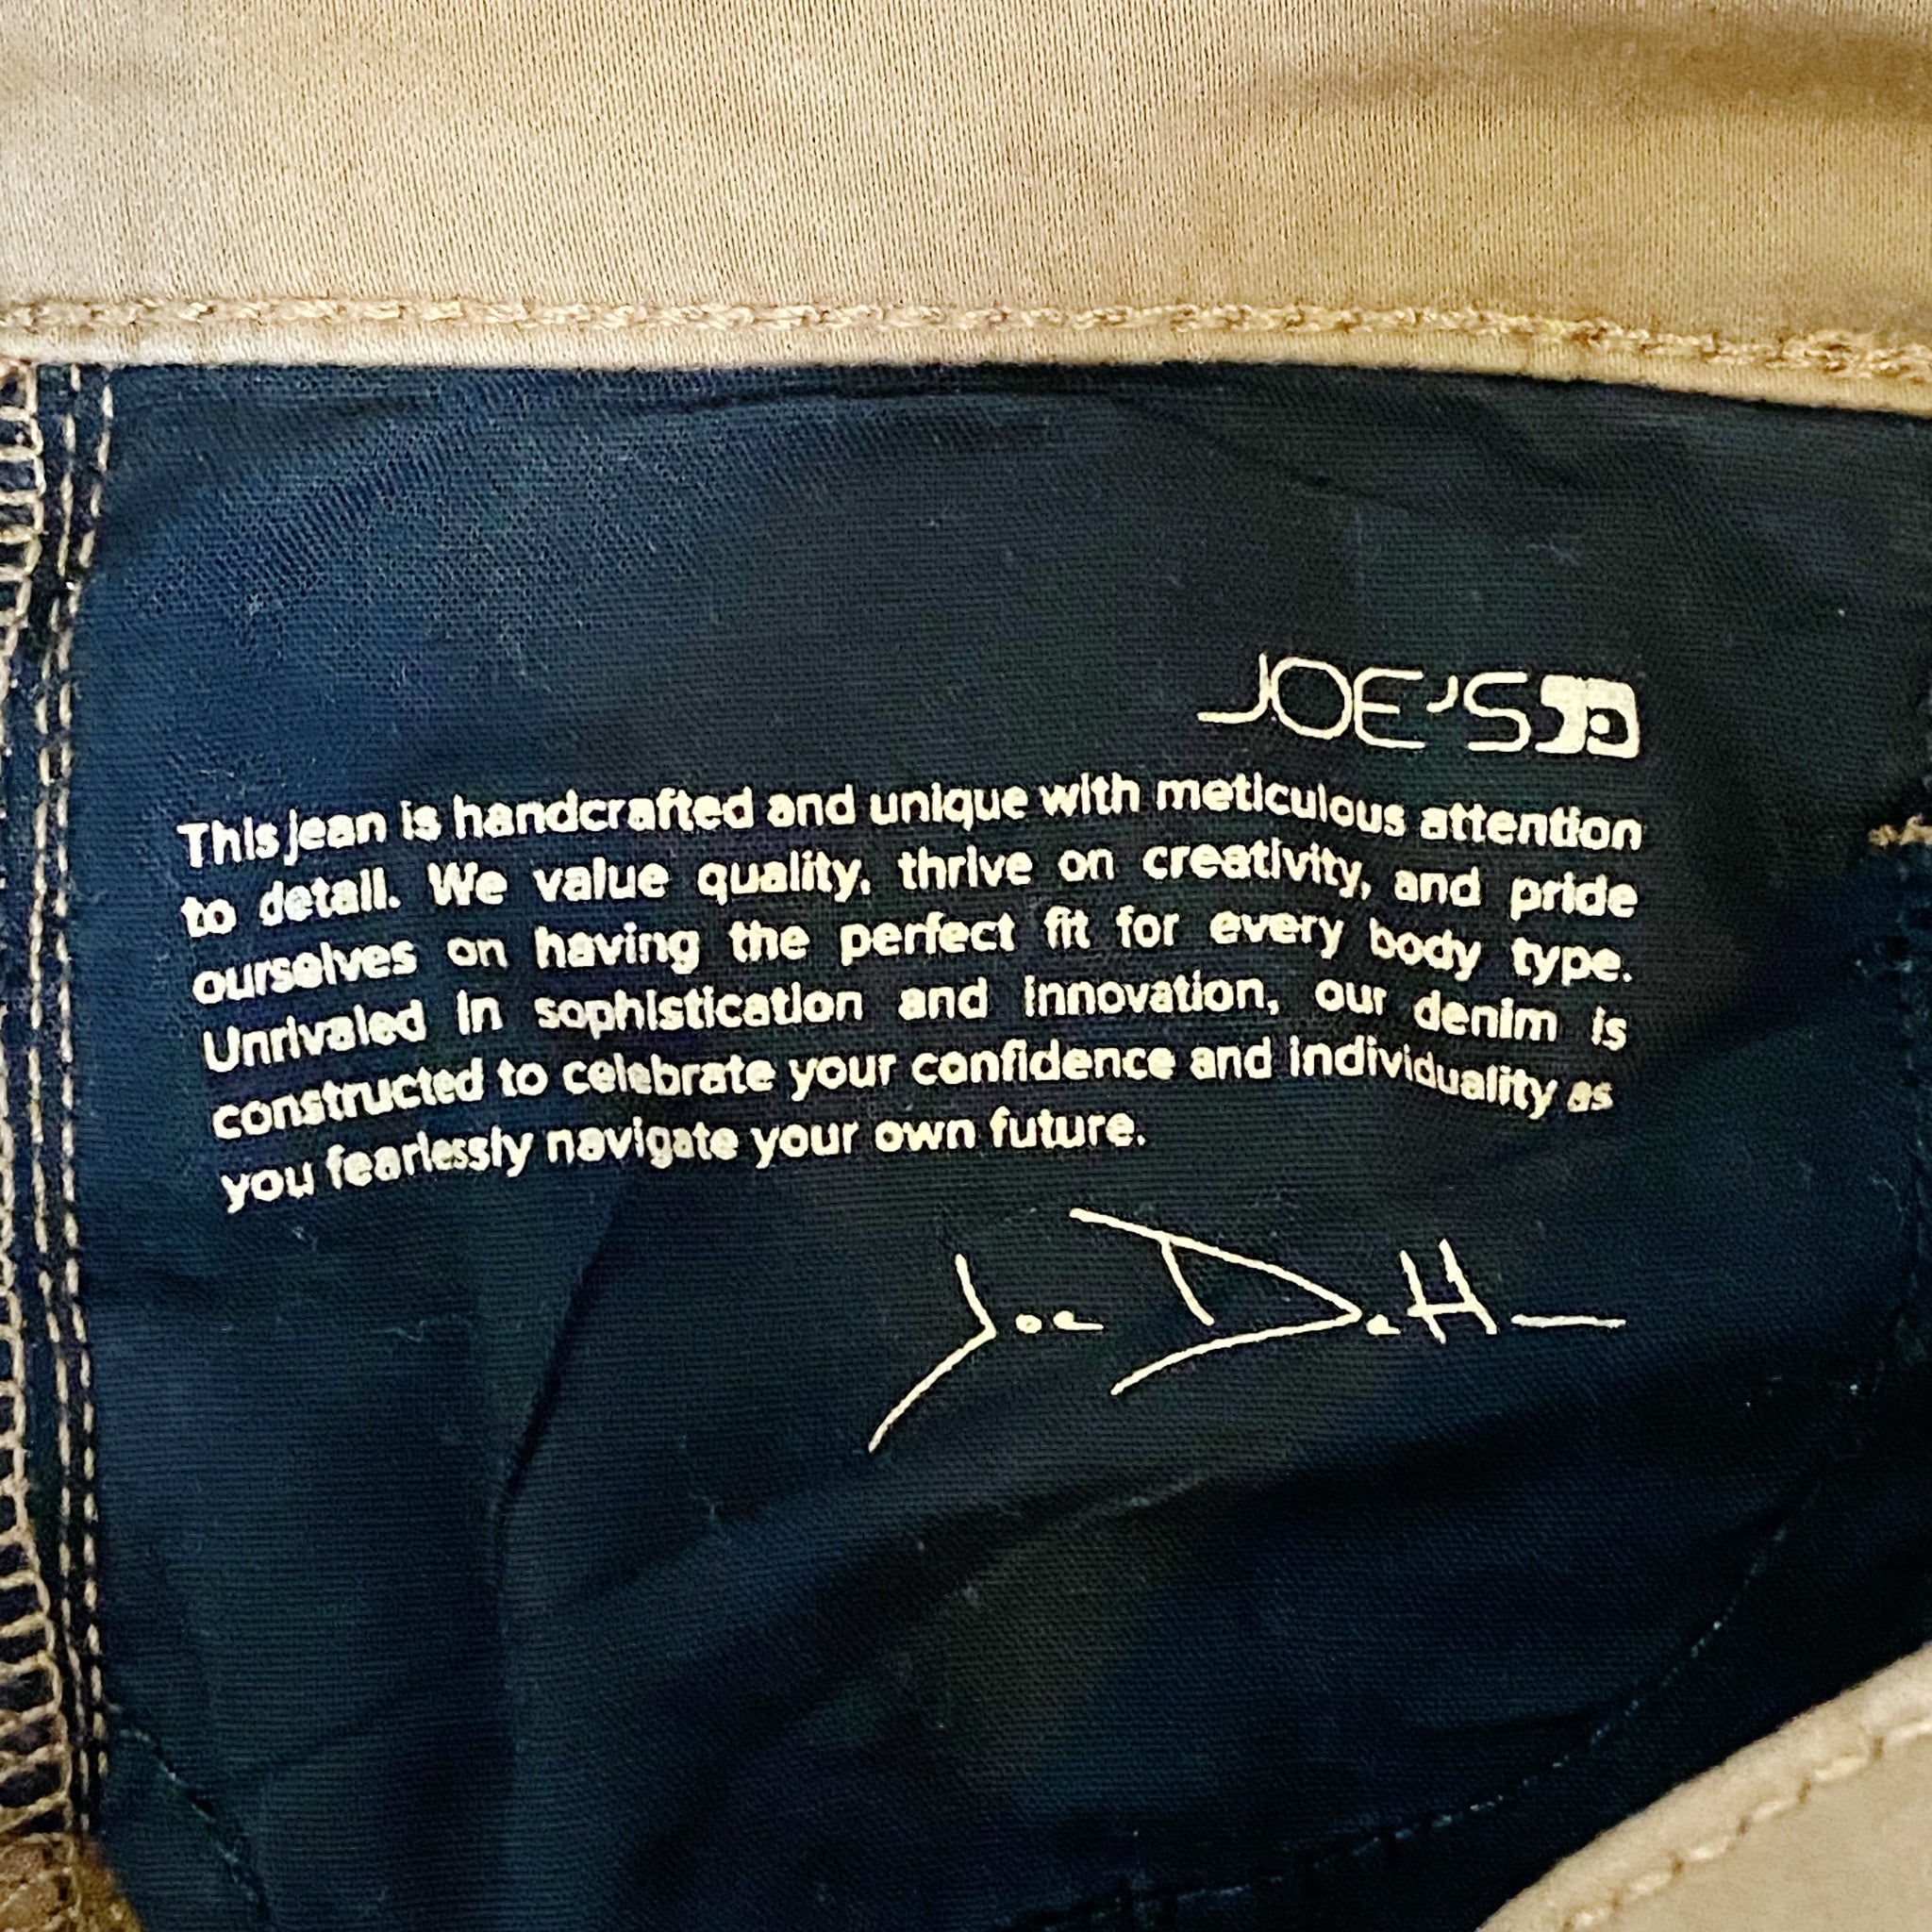 JOE'S
This jean is handcrafted and unique with meticulous attention
to detail. We value quality, thrive on creativity, and pride
ourselves on having the perfect fit for every body type.
Unrivaled in sophistication and innovation, our denim is
constructed to celebrate your confidence and individuality as
you fearlessly navigate your own future.
Joe